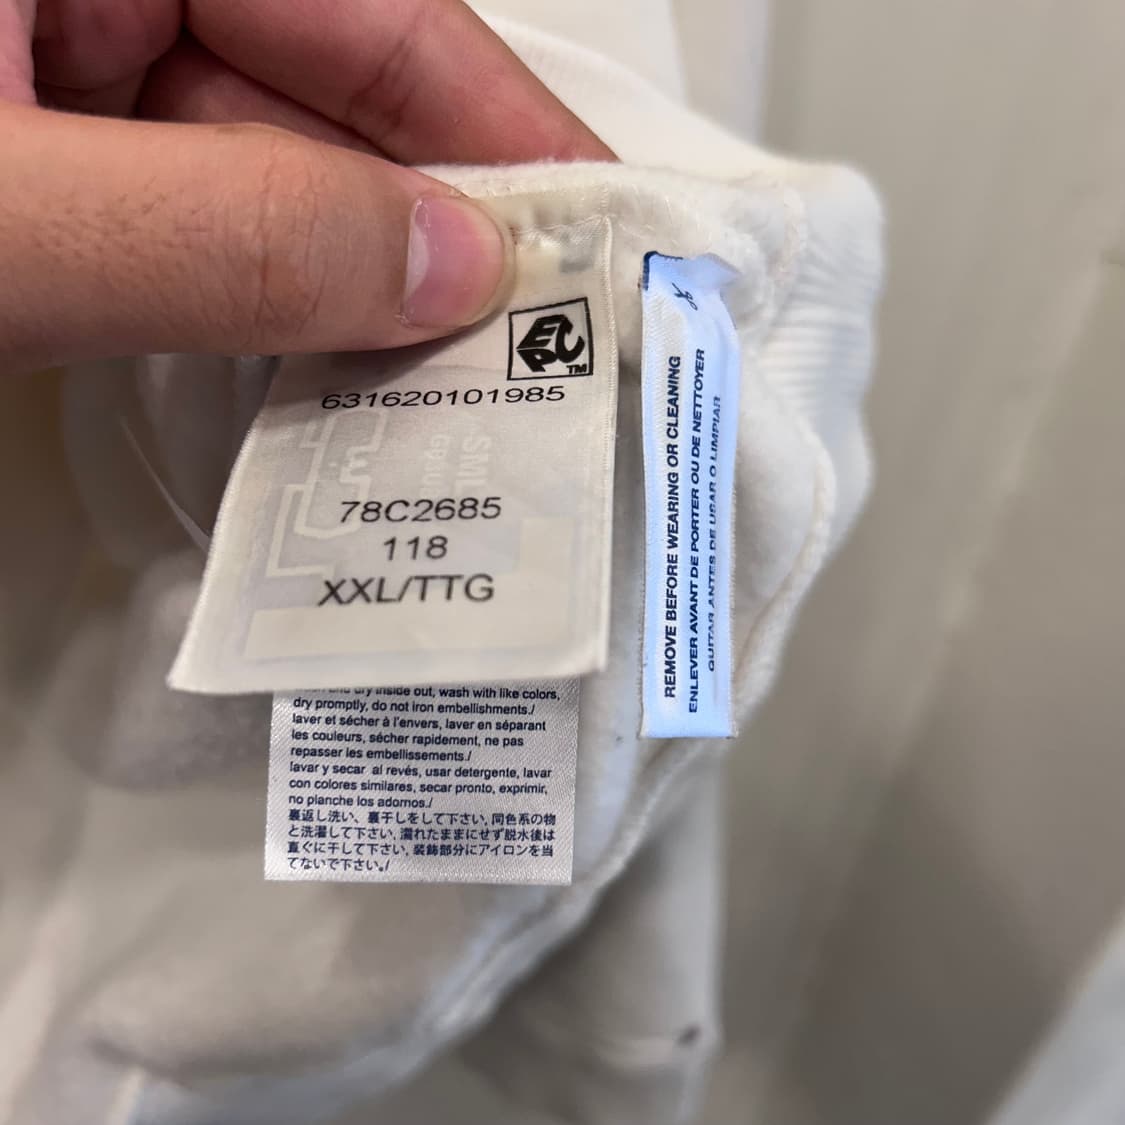 EPC
TM
631620101985
78C2685
118
XXL/TTG
dry inside out, wash with like colors,
dry promptly, do not iron embellishments./
laver et sécher à l'envers, laver en séparant
les couleurs, sécher rapidement, ne pas
repasser les embellissements./
lavar y secar al revés, usar detergente, lavar
con colores similares, secar pronto, exprimir,
no planche los adornos./
裏返し洗い、裏干しをして下さい, 同色系の物
と洗濯して下さい, 濡れたままにせず脱水後は
直ぐに干して下さい, 装飾部分にアイロンを当
てないで下さい./
REMOVE BEFORE WEARING OR CLEANING
ENLEVER AVANT DE PORTER OU DE NETTOYER
QUITAR ANTES DE USAR O LIMPIAR